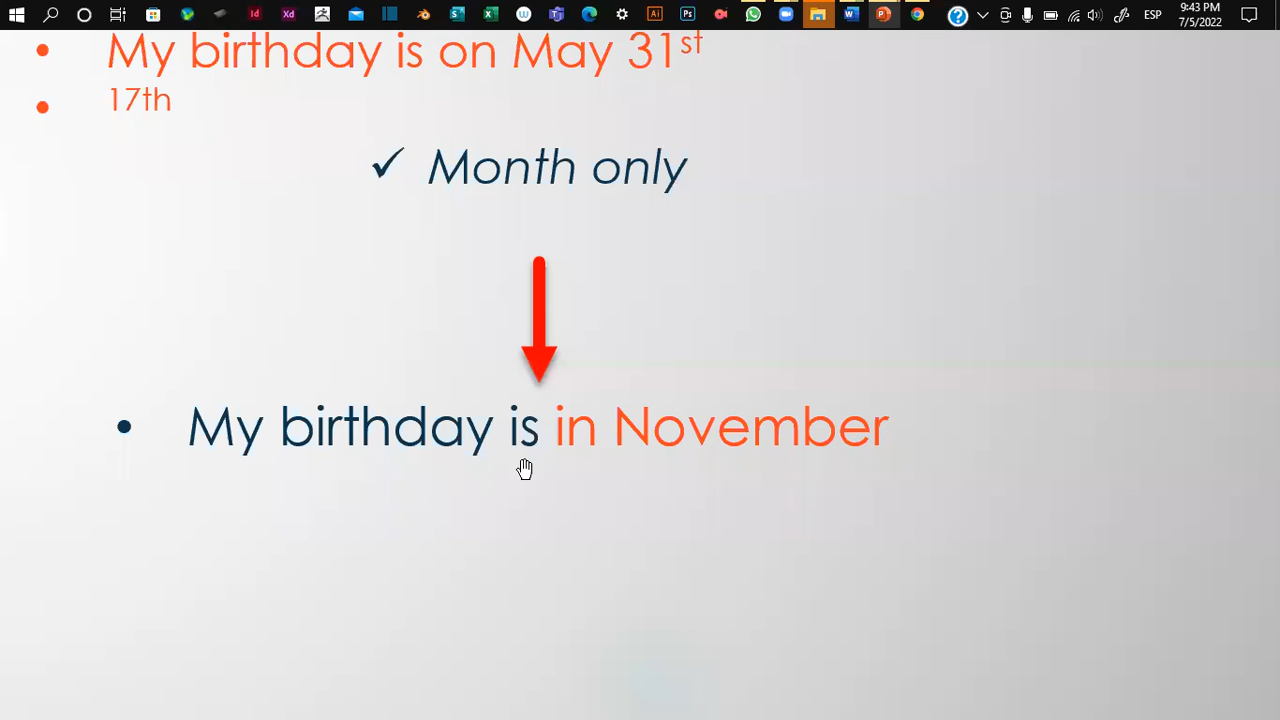 9:43 PM
ESP
7/5/2022
• My birthday is on May 31st
• 17th
✓ Month only
• My birthday is in November